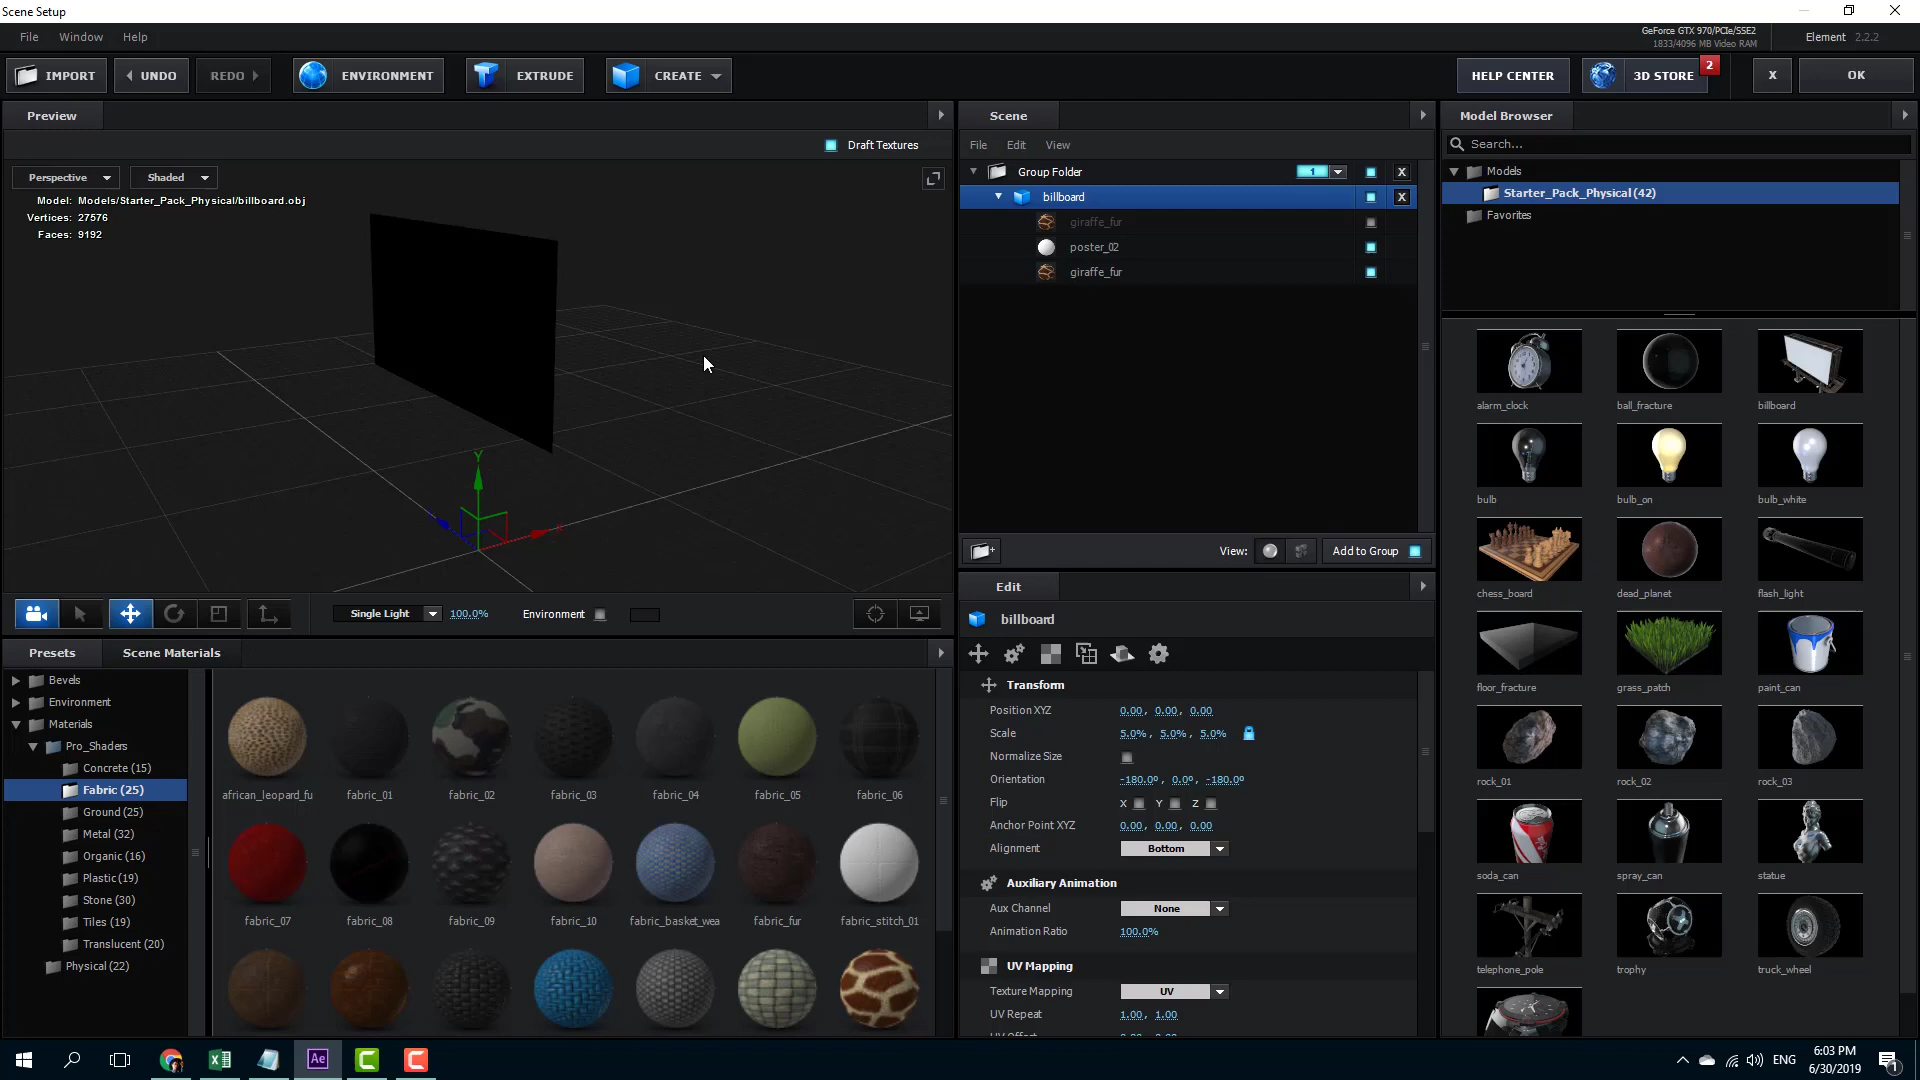 Scene Setup
File Window Help
GeForce GTX 970/PCIe/SSE2
1833/4096 MB Video RAM
Element 2.2.2
IMPORT UNDO REDO ENVIRONMENT EXTRUDE CREATE HELP CENTER 3D STORE 2 X OK
Preview
Draft Textures
Perspective Shaded
Model: Models/Starter_Pack_Physical/billboard.obj
Vertices: 27576
Faces: 9192
Y
X
Single Light 100.0% Environment
Scene
File Edit View
Group Folder 1 X
billboard X
giraffe_fur
poster_02
giraffe_fur
View: Add to Group
Edit
billboard
Transform
Position XYZ 0.00, 0.00, 0.00
Scale 5.0%, 5.0%, 5.0%
Normalize Size
Orientation -180.0°, 0.0°, -180.0°
Flip X Y Z
Anchor Point XYZ 0.00, 0.00, 0.00
Alignment Bottom
Auxiliary Animation
Aux Channel None
Animation Ratio 100.0%
UV Mapping
Texture Mapping UV
UV Repeat 1.00, 1.00
Model Browser
Search...
Models
Starter_Pack_Physical (42)
Favorites
alarm_clock ball_fracture billboard
bulb bulb_on bulb_white
chess_board dead_planet flash_light
floor_fracture grass_patch paint_can
rock_01 rock_02 rock_03
soda_can spray_can statue
telephone_pole trophy truck_wheel
Presets Scene Materials
Bevels
Environment
Materials
Pro_Shaders
Concrete (15)
Fabric (25)
Ground (25)
Metal (32)
Organic (16)
Plastic (19)
Stone (30)
Tiles (19)
Translucent (20)
Physical (22)
african_leopard_fu fabric_01 fabric_02 fabric_03 fabric_04 fabric_05 fabric_06
fabric_07 fabric_08 fabric_09 fabric_10 fabric_basket_wea fabric_fur fabric_stitch_01
Ae
ENG
6:03 PM
6/30/2019
1